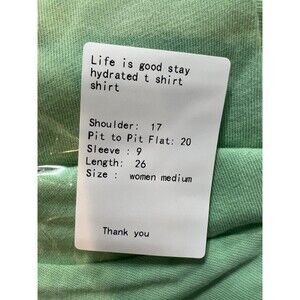 Life is good stay
hydrated t shirt
shirt
Shoulder: 17
Pit to Pit Flat: 20
Sleeve : 9
Length: 26
Size : women medium
Thank you